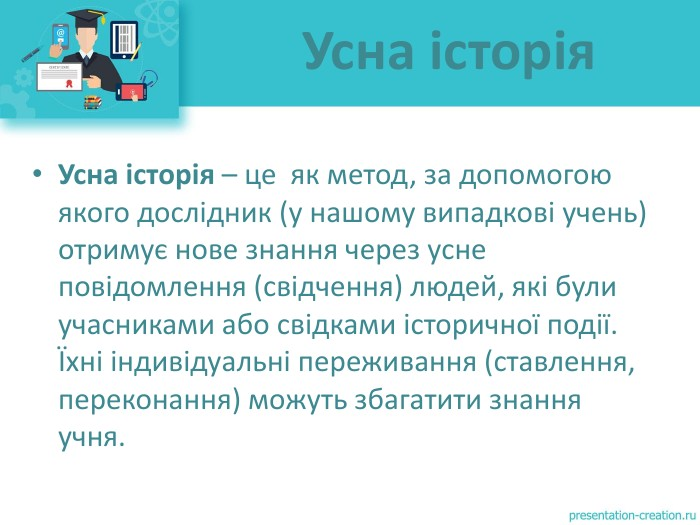 Усна історія
• Усна історія – це як метод, за допомогою
якого дослідник (у нашому випадкові учень)
отримує нове знання через усне
повідомлення (свідчення) людей, які були
учасниками або свідками історичної події.
Їхні індивідуальні переживання (ставлення,
переконання) можуть збагатити знання
учня.
presentation-creation.ru